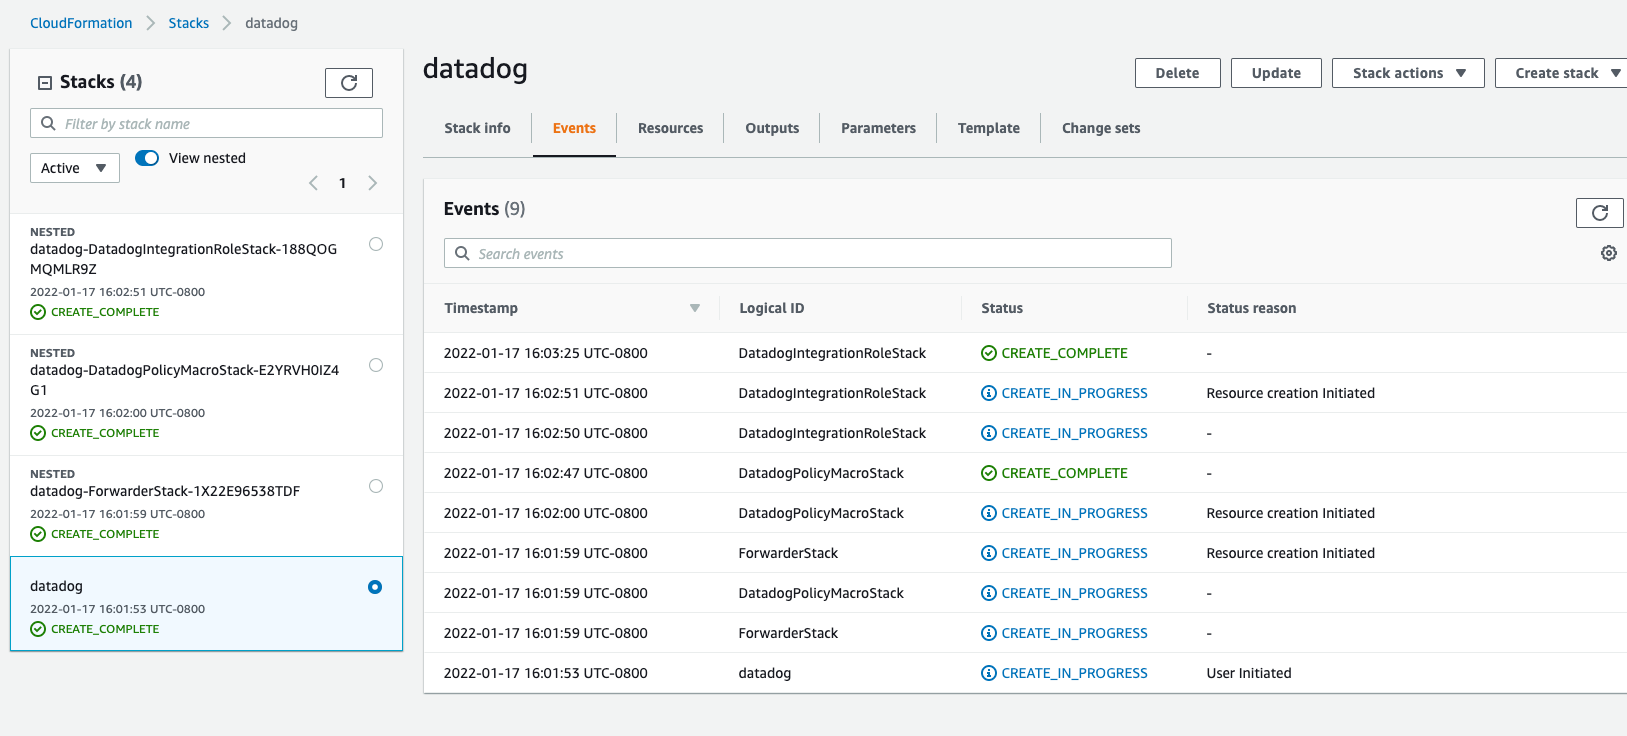 CloudFormation > Stacks > datadog
Stacks (4)
Filter by stack name
Active
View nested
1
NESTED
datadog-DatadogIntegrationRoleStack-188QOG
MQMLR9Z
2022-01-17 16:02:51 UTC-0800
CREATE_COMPLETE
NESTED
datadog-DatadogPolicyMacroStack-E2YRVH0IZ4
G1
2022-01-17 16:02:00 UTC-0800
CREATE_COMPLETE
NESTED
datadog-ForwarderStack-1X22E96538TDF
2022-01-17 16:01:59 UTC-0800
CREATE_COMPLETE
datadog
2022-01-17 16:01:53 UTC-0800
CREATE_COMPLETE
datadog
Delete Update Stack actions Create stack
Stack info Events Resources Outputs Parameters Template Change sets
Events (9)
Search events
Timestamp Logical ID Status Status reason
2022-01-17 16:03:25 UTC-0800 DatadogIntegrationRoleStack CREATE_COMPLETE -
2022-01-17 16:02:51 UTC-0800 DatadogIntegrationRoleStack CREATE_IN_PROGRESS Resource creation Initiated
2022-01-17 16:02:50 UTC-0800 DatadogIntegrationRoleStack CREATE_IN_PROGRESS -
2022-01-17 16:02:47 UTC-0800 DatadogPolicyMacroStack CREATE_COMPLETE -
2022-01-17 16:02:00 UTC-0800 DatadogPolicyMacroStack CREATE_IN_PROGRESS Resource creation Initiated
2022-01-17 16:01:59 UTC-0800 ForwarderStack CREATE_IN_PROGRESS Resource creation Initiated
2022-01-17 16:01:59 UTC-0800 DatadogPolicyMacroStack CREATE_IN_PROGRESS -
2022-01-17 16:01:59 UTC-0800 ForwarderStack CREATE_IN_PROGRESS -
2022-01-17 16:01:53 UTC-0800 datadog CREATE_IN_PROGRESS User Initiated